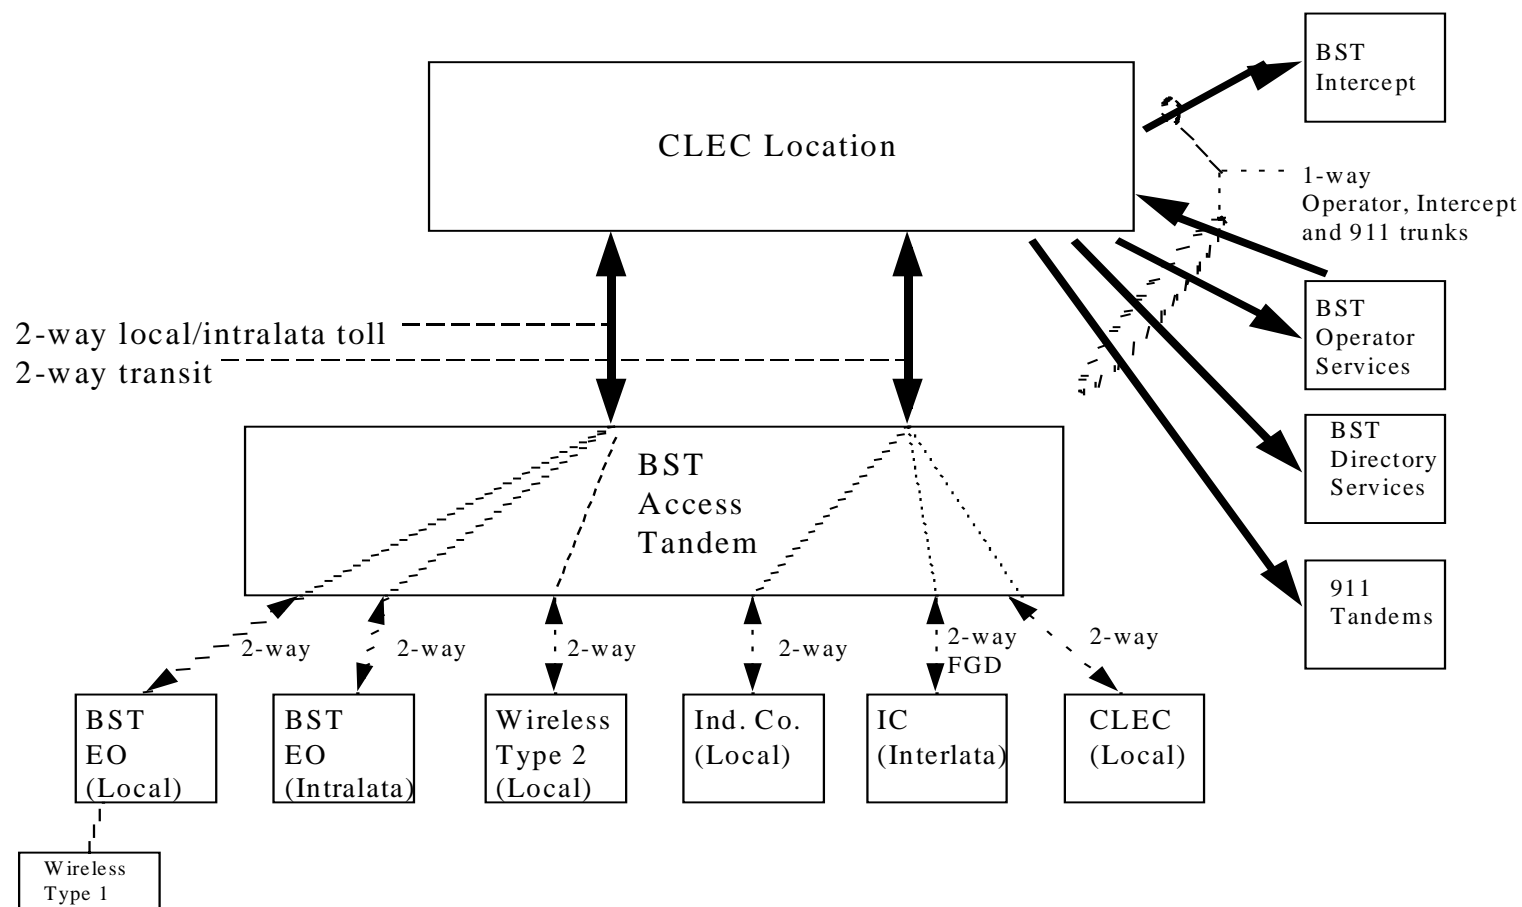 BST
Intercept
CLEC Location
1-way
Operator, Intercept
and 911 trunks
2-way local/intralata toll
2-way transit
BST
Operator
Services
BST
Directory
Services
911
Tandems
BST
Access
Tandem
2-way
2-way
2-way
2-way
2-way
FGD
2-way
BST
EO
(Local)
BST
EO
(Intralata)
Wireless
Type 2
(Local)
Ind. Co.
(Local)
IC
(Interlata)
CLEC
(Local)
Wireless
Type 1